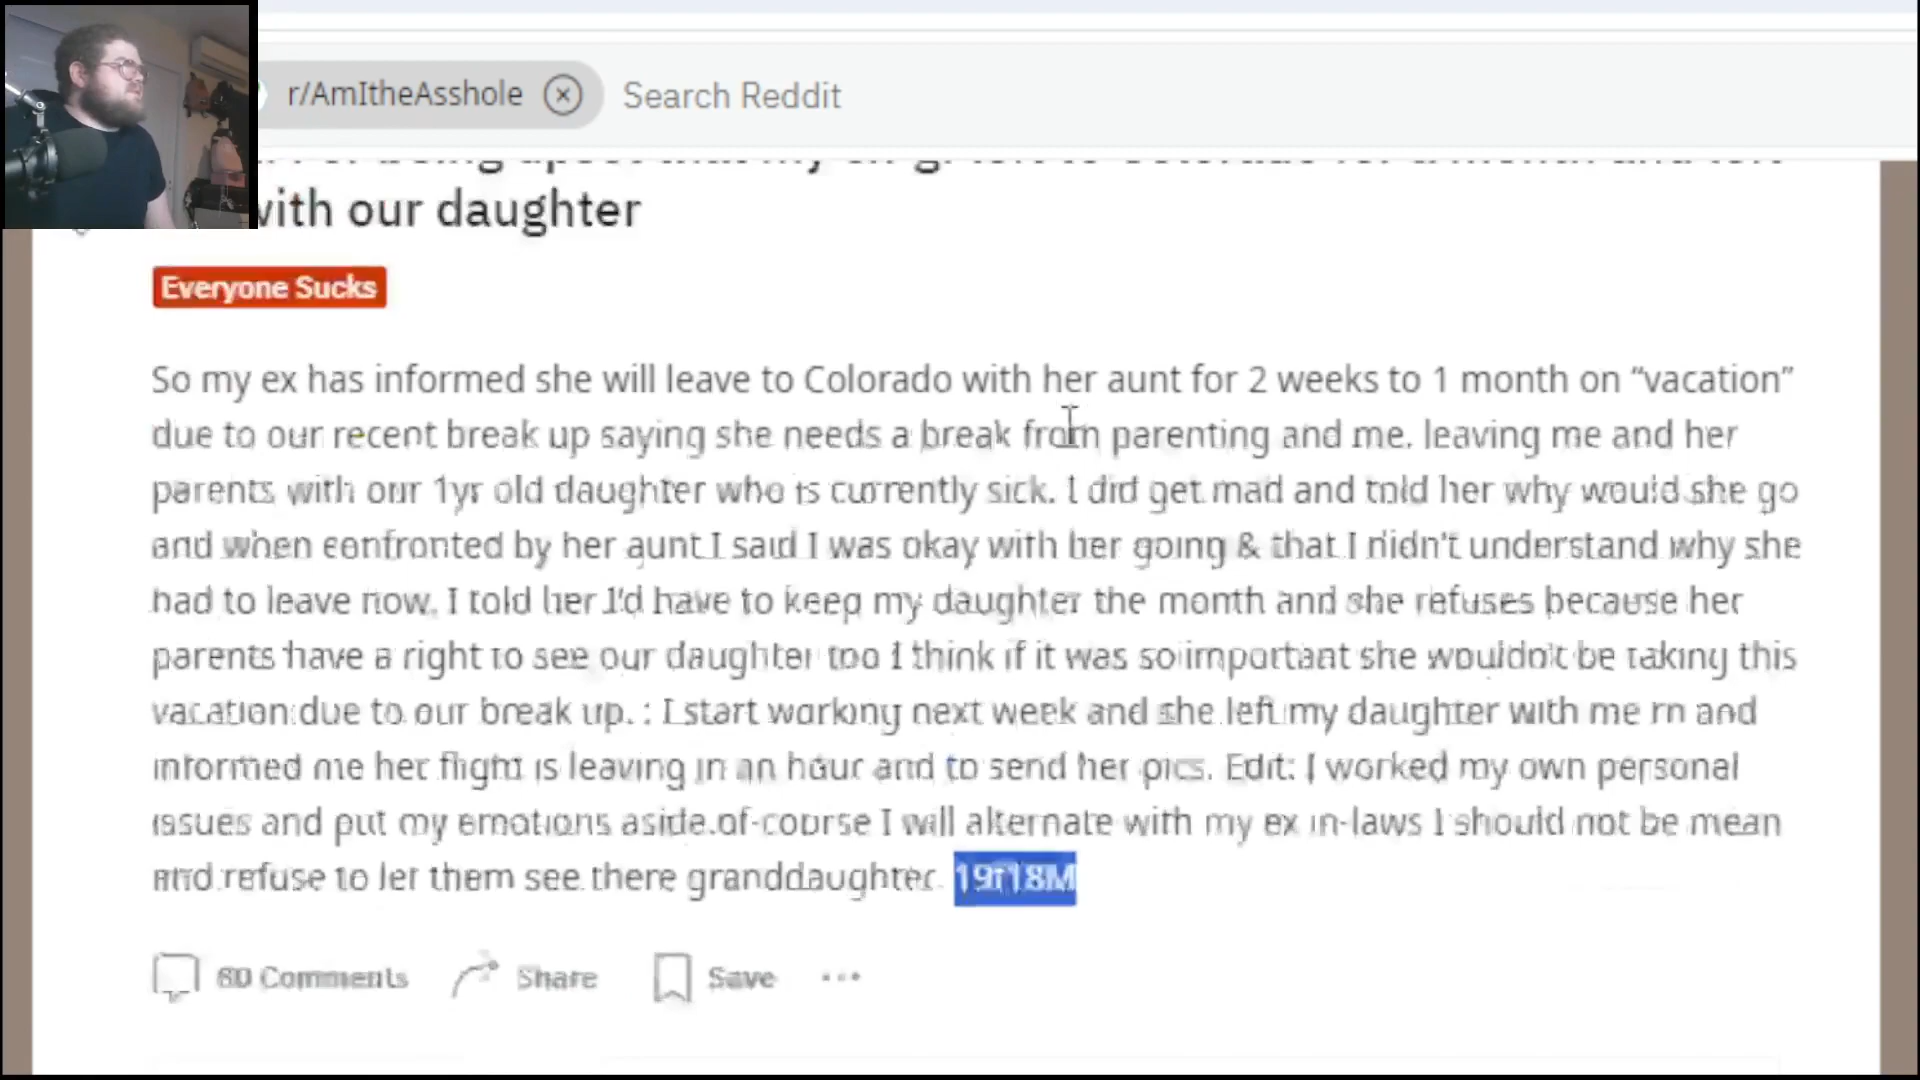 r/AmItheAsshole
Search Reddit
with our daughter
Everyone Sucks
So my ex has informed she will leave to Colorado with her aunt for 2 weeks to 1 month on “vacation”
due to our recent break up saying she needs a break from parenting and me. leaving me and her
parents with our 1yr old daughter who is currently sick. I did get mad and told her why would she go
and when confronted by her aunt I said I was okay with her going & that I didn't understand why she
had to leave now. I told her I'd have to keep my daughter the month and she refuses because her
parents have a right to see our daughter too I think if it was so important she wouldn't be taking this
vacation due to our break up. : I start working next week and she left my daughter with me rn and
informed me her flight is leaving in an hour and to send her pics. Edit: I worked my own personal
issues and put my emotions aside.of-course I will alternate with my ex in-laws I should not be mean
and refuse to let them see there granddaughter. 19f18M
60 Comments
Share
Save